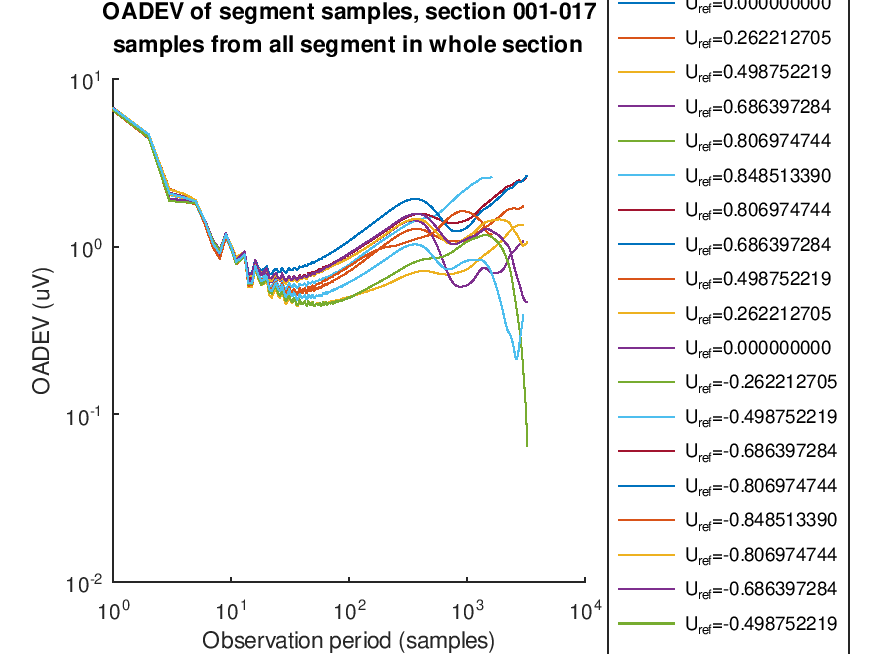 OADEV of segment samples, section 001-017
samples from all segment in whole section
10^1
10^0
10^-1
10^-2
OADEV (uV)
10^0 10^1 10^2 10^3 10^4
Observation period (samples)
U_ref=0.000000000
U_ref=0.262212705
U_ref=0.498752219
U_ref=0.686397284
U_ref=0.806974744
U_ref=0.848513390
U_ref=0.806974744
U_ref=0.686397284
U_ref=0.498752219
U_ref=0.262212705
U_ref=0.000000000
U_ref=-0.262212705
U_ref=-0.498752219
U_ref=-0.686397284
U_ref=-0.806974744
U_ref=-0.848513390
U_ref=-0.806974744
U_ref=-0.686397284
U_ref=-0.498752219